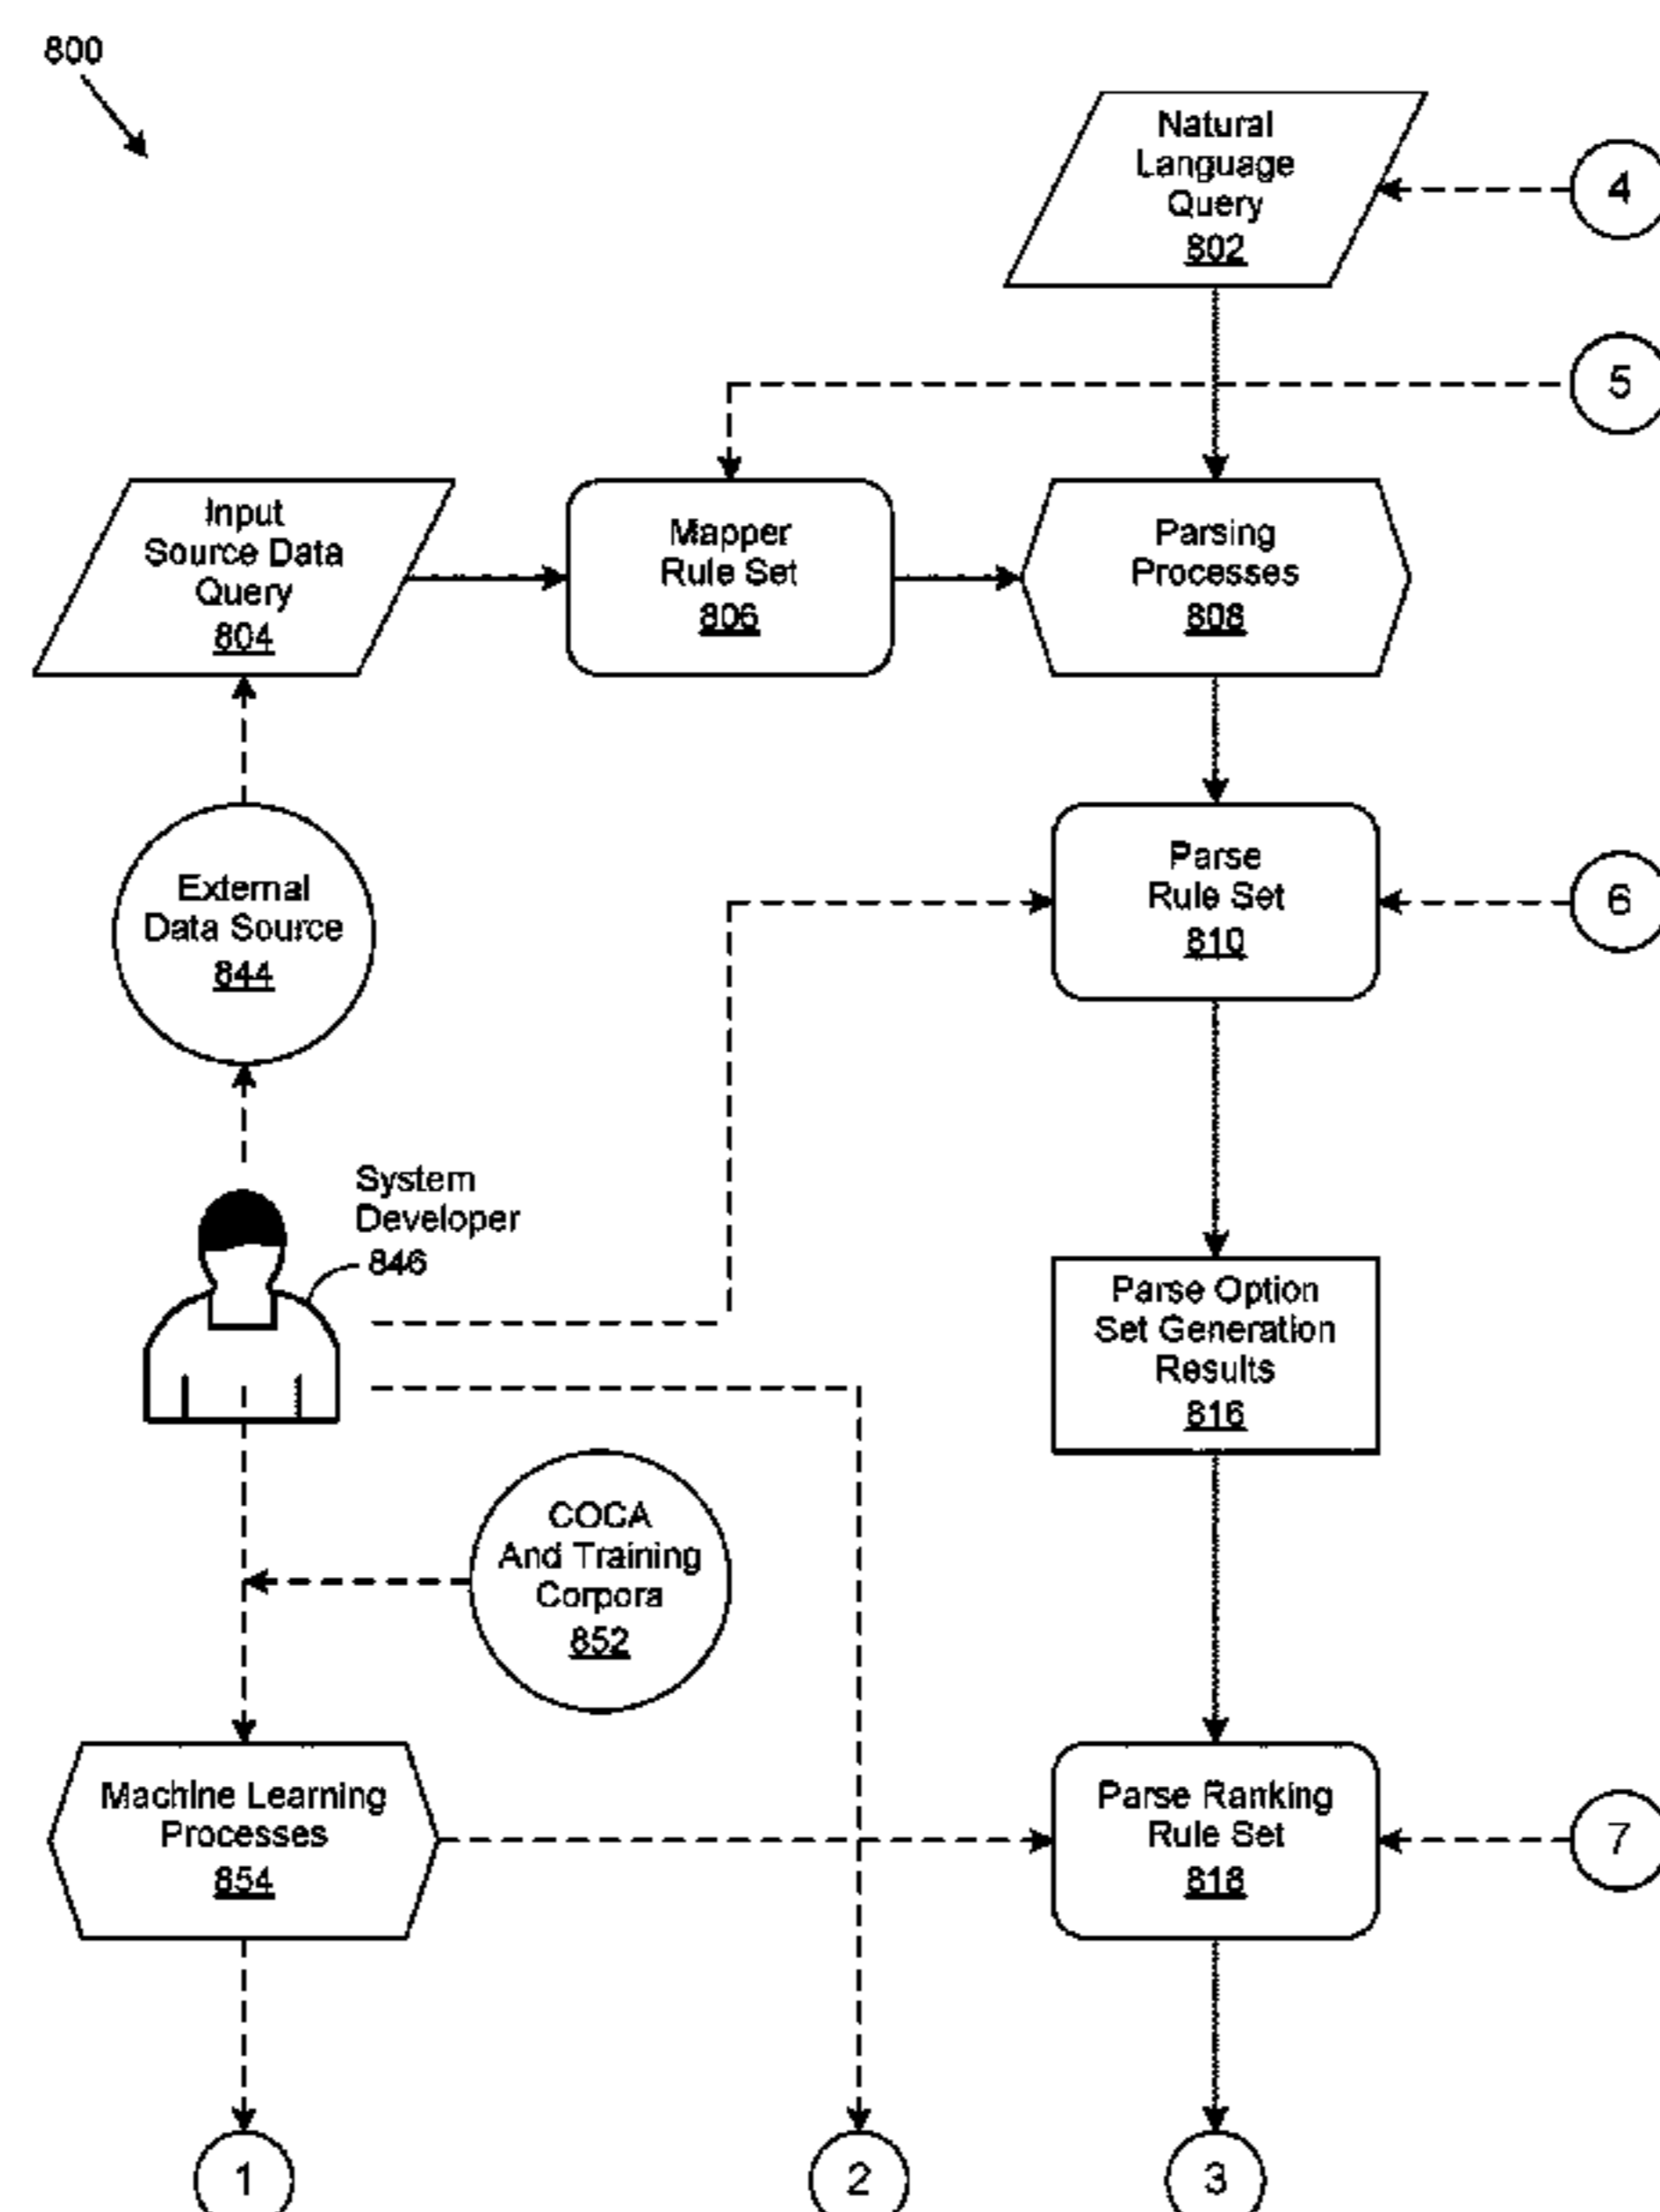 800
Natural
Language
Query
802
4
5
Input
Source Data
Query
804
Mapper
Rule Set
806
Parsing
Processes
808
External
Data Source
844
Parse
Rule Set
810
6
System
Developer
846
Parse Option
Set Generation
Results
816
COCA
And Training
Corpora
852
Machine Learning
Processes
854
Parse Ranking
Rule Set
818
7
1
2
3